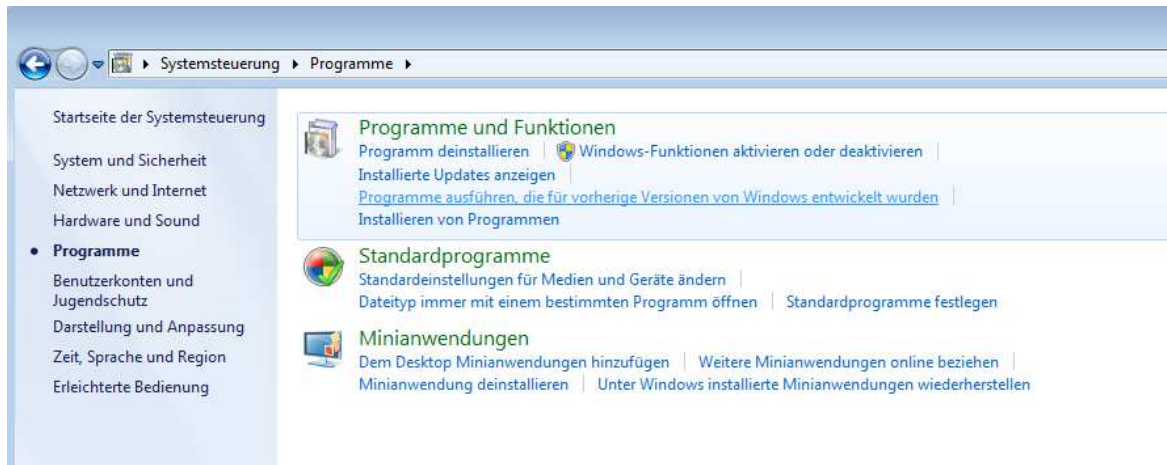 Systemsteuerung Programme
Startseite der Systemsteuerung
System und Sicherheit
Netzwerk und Internet
Hardware und Sound
Programme
Benutzerkonten und
Jugendschutz
Darstellung und Anpassung
Zeit, Sprache und Region
Erleichterte Bedienung
Programme und Funktionen
Programm deinstallieren Windows-Funktionen aktivieren oder deaktivieren
Installierte Updates anzeigen
Programme ausführen, die für vorherige Versionen von Windows entwickelt wurden
Installieren von Programmen
Standardprogramme
Standardeinstellungen für Medien und Geräte ändern
Dateityp immer mit einem bestimmten Programm öffnen Standardprogramme festlegen
Minianwendungen
Dem Desktop Minianwendungen hinzufügen Weitere Minianwendungen online beziehen
Minianwendung deinstallieren Unter Windows installierte Minianwendungen wiederherstellen